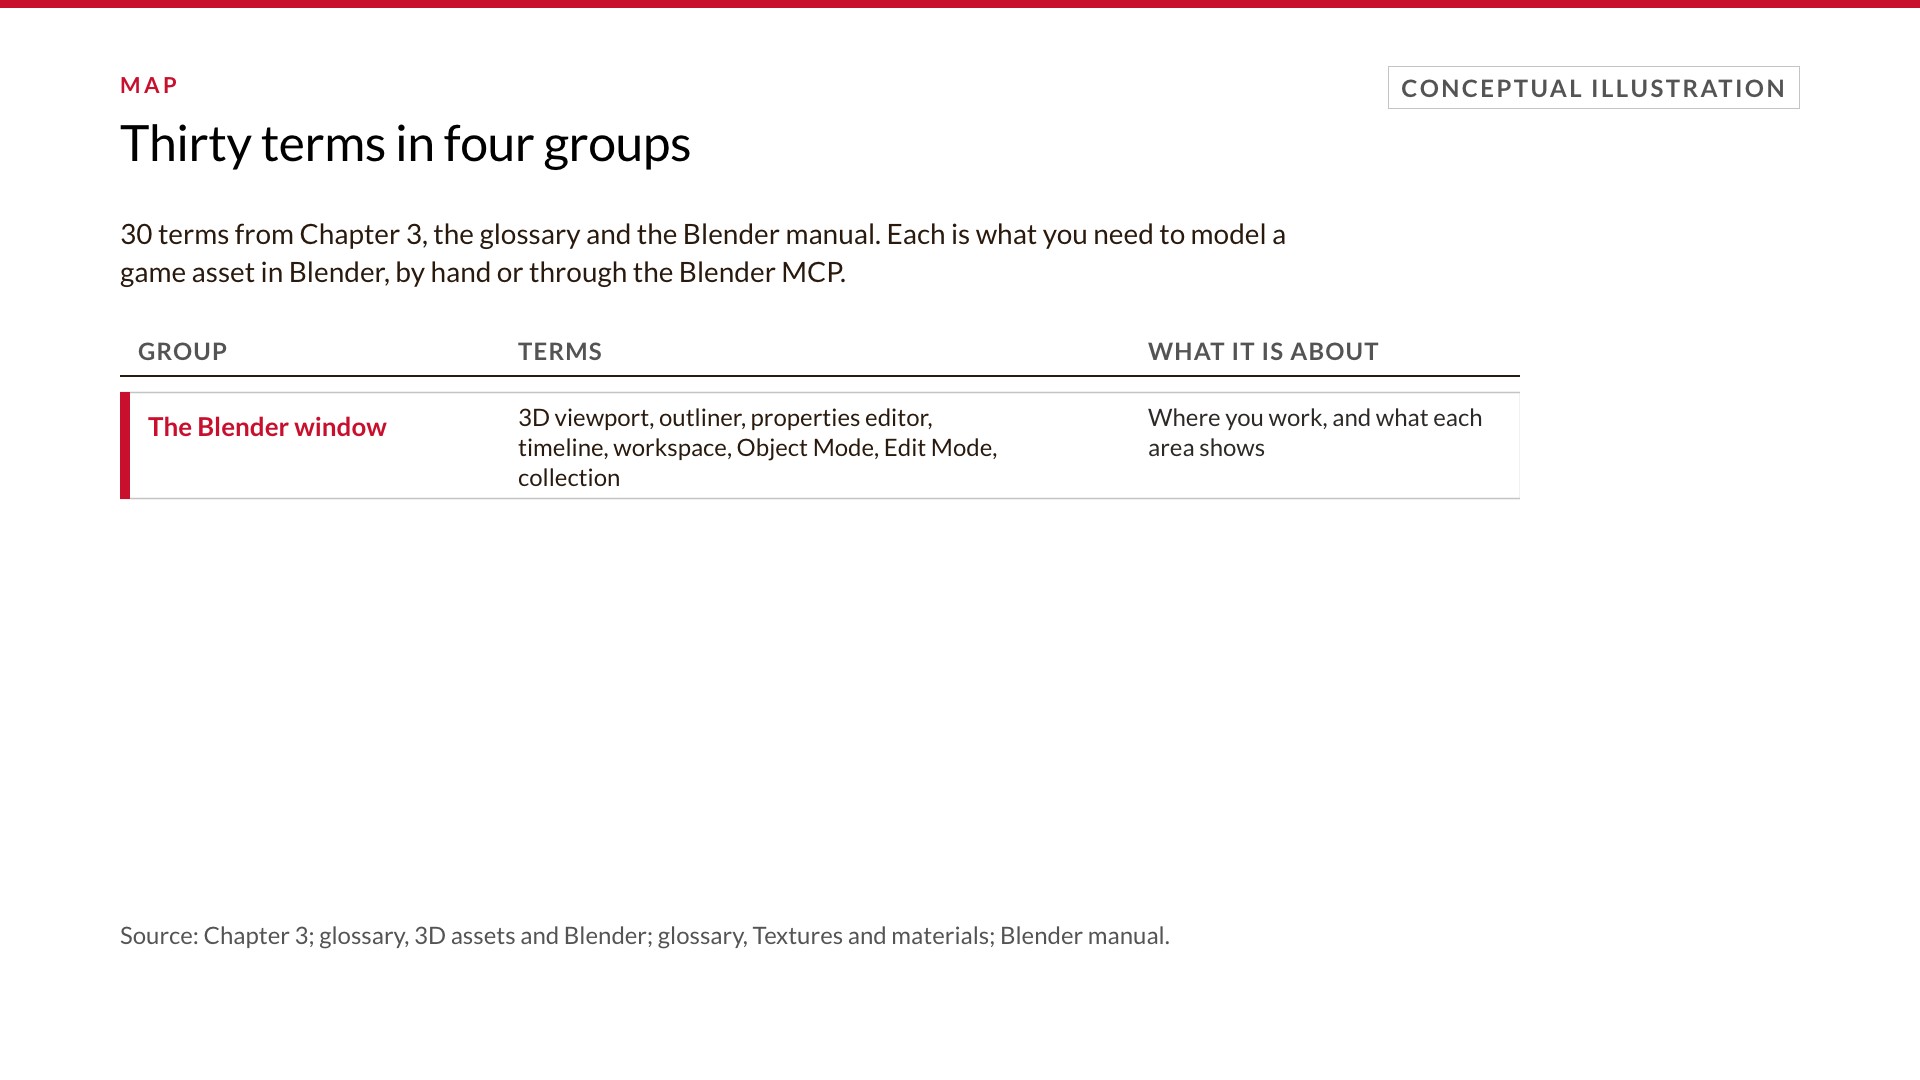 MAP
CONCEPTUAL ILLUSTRATION
Thirty terms in four groups
30 terms from Chapter 3, the glossary and the Blender manual. Each is what you need to model a
game asset in Blender, by hand or through the Blender MCP.
GROUP
TERMS
WHAT IT IS ABOUT
The Blender window
3D viewport, outliner, properties editor,
timeline, workspace, Object Mode, Edit Mode,
collection
Where you work, and what each
area shows
Source: Chapter 3; glossary, 3D assets and Blender; glossary, Textures and materials; Blender manual.